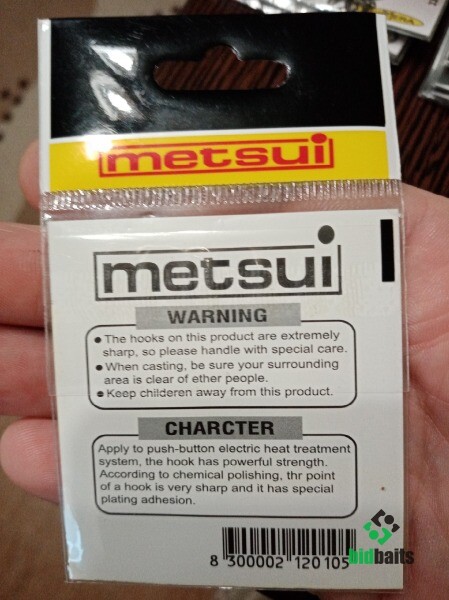 metsui
metsui
WARNING
• The hooks on this product are extremely
sharp, so please handle with special care.
• When casting, be sure your surrounding
area is clear of ether people.
• Keep childeren away from this product.
CHARCTER
Apply to push-button electric heat treatment
system, the hook has powerful strength.
According to chemical polishing, thr point
of a hook is very sharp and it has special
plating adhesion.
8 300002 120105
bidbaits